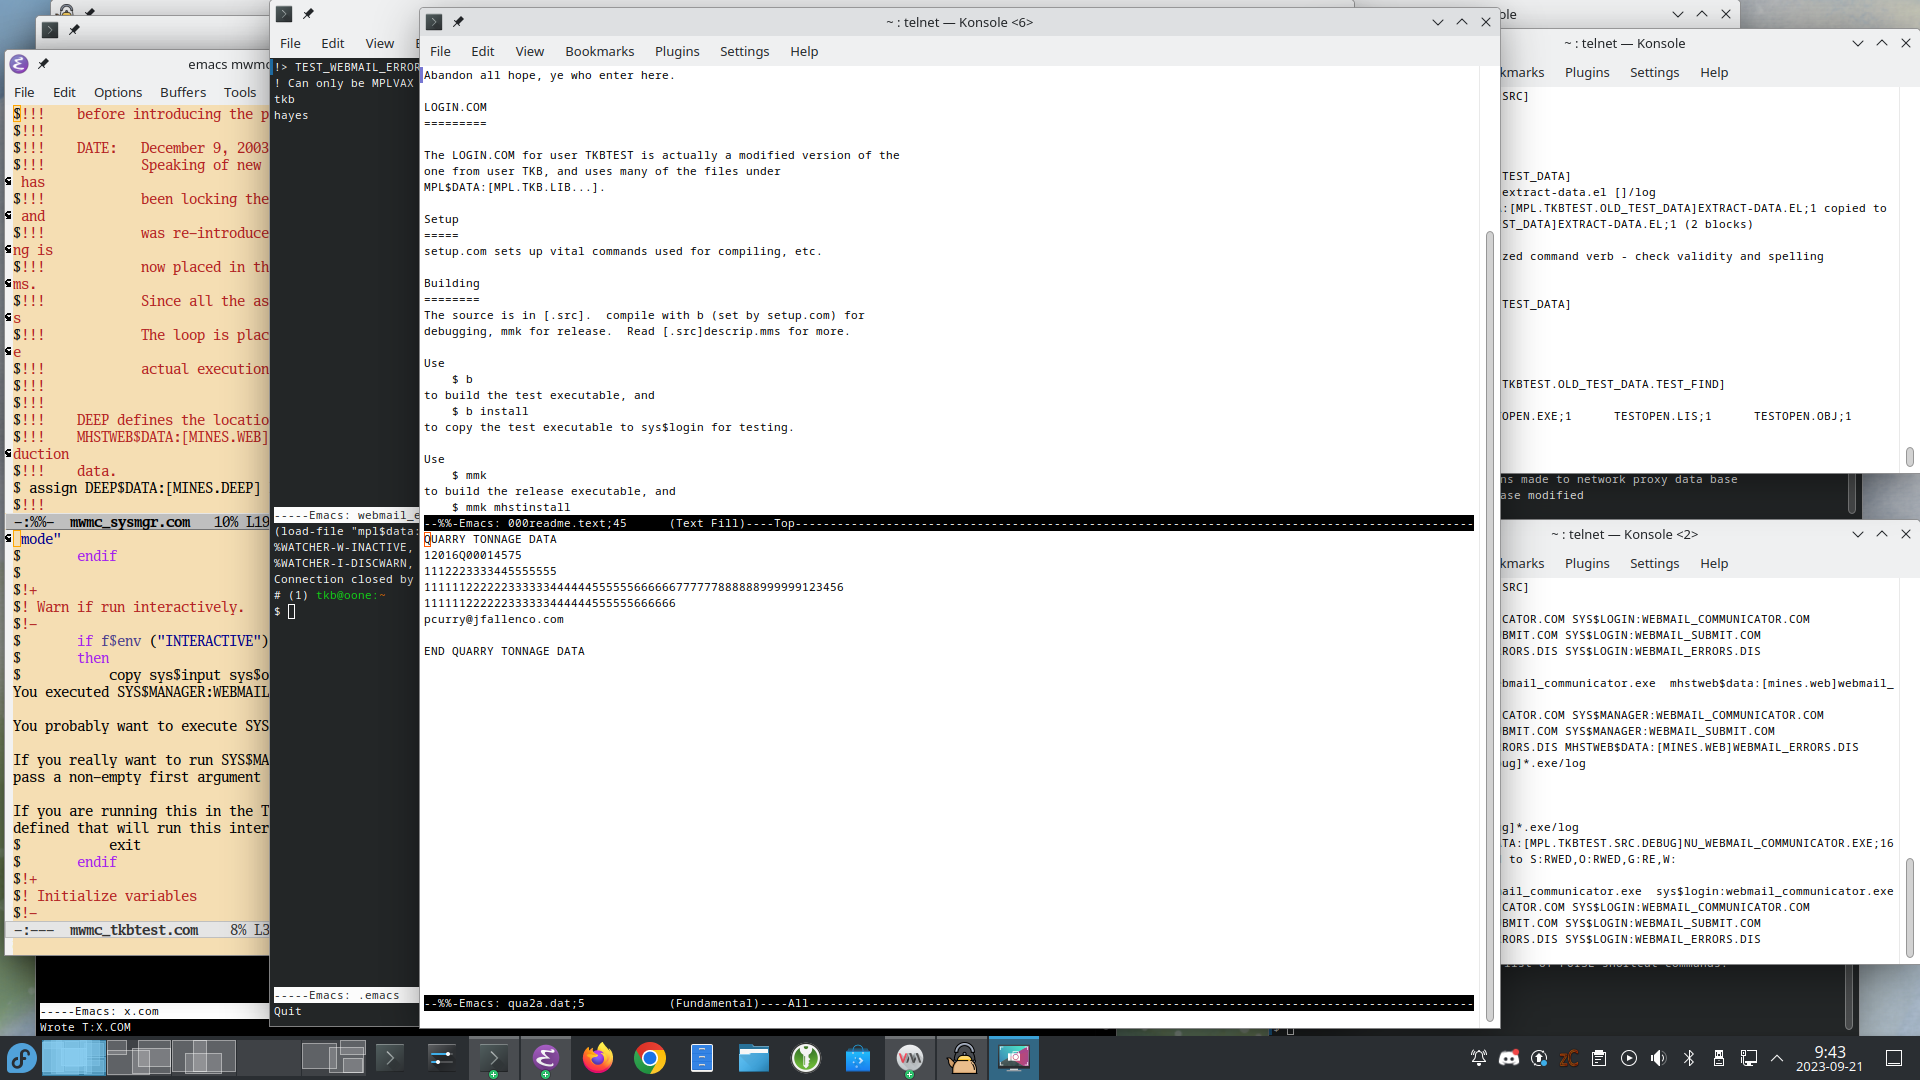 ~ : telnet — Konsole <6>
File Edit View Bookmarks Plugins Settings Help
Abandon all hope, ye who enter here.
LOGIN.COM
=========
The LOGIN.COM for user TKBTEST is actually a modified version of the
one from user TKB, and uses many of the files under
MPL$DATA:[MPL.TKB.LIB...].
Setup
=====
setup.com sets up vital commands used for compiling, etc.
Building
========
The source is in [.src].  compile with b (set by setup.com) for
debugging, mmk for release.  Read [.src]descrip.mms for more.
Use
$ b
to build the test executable, and
$ b install
to copy the test executable to sys$login for testing.
Use
$ mmk
to build the release executable, and
$ mmk mhstinstall
--%%-Emacs: 000readme.text;45      (Text Fill)----Top----
QUARRY TONNAGE DATA
12016Q00014575
1112223333445555555
111111222222333333444444555555666666777777888888999999123456
111111222222333333444444555555666666
pcurry@jfallenco.com
END QUARRY TONNAGE DATA
--%%-Emacs: qua2a.dat;5            (Fundamental)----All----
emacs mwmc
File Edit Options Buffers Tools
$!!!    before introducing the p
$!!!
$!!!    DATE:   December 9, 2003
$!!!            Speaking of new
has
$!!!            been locking the
and
$!!!            was re-introduce
ng is
$!!!            now placed in th
ms.
$!!!            Since all the as
s
$!!!            The loop is plac
e
$!!!            actual execution
$!!!
$!!!
$!!!    DEEP defines the locatio
$!!!    MHSTWEB$DATA:[MINES.WEB]
duction
$!!!    data.
$ assign DEEP$DATA:[MINES.DEEP]
$!!!
-:%%-  mwmc_sysmgr.com   10% L19
mode"
$       endif
$
$!+
$! Warn if run interactively.
$!-
$       if f$env ("INTERACTIVE")
$       then
$           copy sys$input sys$o
You executed SYS$MANAGER:WEBMAIL
You probably want to execute SYS
If you really want to run SYS$MA
pass a non-empty first argument
If you are running this in the T
defined that will run this inter
$           exit
$       endif
$!+
$! Initialize variables
$!-
-:---  mwmc_tkbtest.com    8% L3
-----Emacs: x.com
Wrote T:X.COM
File Edit View
!> TEST_WEBMAIL_ERROR
! Can only be MPLVAX
tkb
hayes
-----Emacs: webmail_e
(load-file "mpl$data:
%WATCHER-W-INACTIVE,
%WATCHER-I-DISCWARN,
Connection closed by
# (1) tkb@oone:~
$
-----Emacs: .emacs
Quit
ole
~ : telnet — Konsole
kmarks Plugins Settings Help
SRC]
TEST_DATA]
extract-data.el []/log
:[MPL.TKBTEST.OLD_TEST_DATA]EXTRACT-DATA.EL;1 copied to
ST_DATA]EXTRACT-DATA.EL;1 (2 blocks)
zed command verb - check validity and spelling
TEST_DATA]
TKBTEST.OLD_TEST_DATA.TEST_FIND]
TOPEN.EXE;1      TESTOPEN.LIS;1      TESTOPEN.OBJ;1
ns made to network proxy data base
ase modified
~ : telnet — Konsole <2>
kmarks Plugins Settings Help
SRC]
CATOR.COM SYS$LOGIN:WEBMAIL_COMMUNICATOR.COM
BMIT.COM SYS$LOGIN:WEBMAIL_SUBMIT.COM
RORS.DIS SYS$LOGIN:WEBMAIL_ERRORS.DIS
bmail_communicator.exe  mhstweb$data:[mines.web]webmail_
CATOR.COM SYS$MANAGER:WEBMAIL_COMMUNICATOR.COM
BMIT.COM SYS$MANAGER:WEBMAIL_SUBMIT.COM
RORS.DIS MHSTWEB$DATA:[MINES.WEB]WEBMAIL_ERRORS.DIS
ug]*.exe/log
g]*.exe/log
TA:[MPL.TKBTEST.SRC.DEBUG]NU_WEBMAIL_COMMUNICATOR.EXE;16
to S:RWED,O:RWED,G:RE,W:
ail_communicator.exe  sys$login:webmail_communicator.exe
CATOR.COM SYS$LOGIN:WEBMAIL_COMMUNICATOR.COM
BMIT.COM SYS$LOGIN:WEBMAIL_SUBMIT.COM
RORS.DIS SYS$LOGIN:WEBMAIL_ERRORS.DIS
zC
9:43
2023-09-21